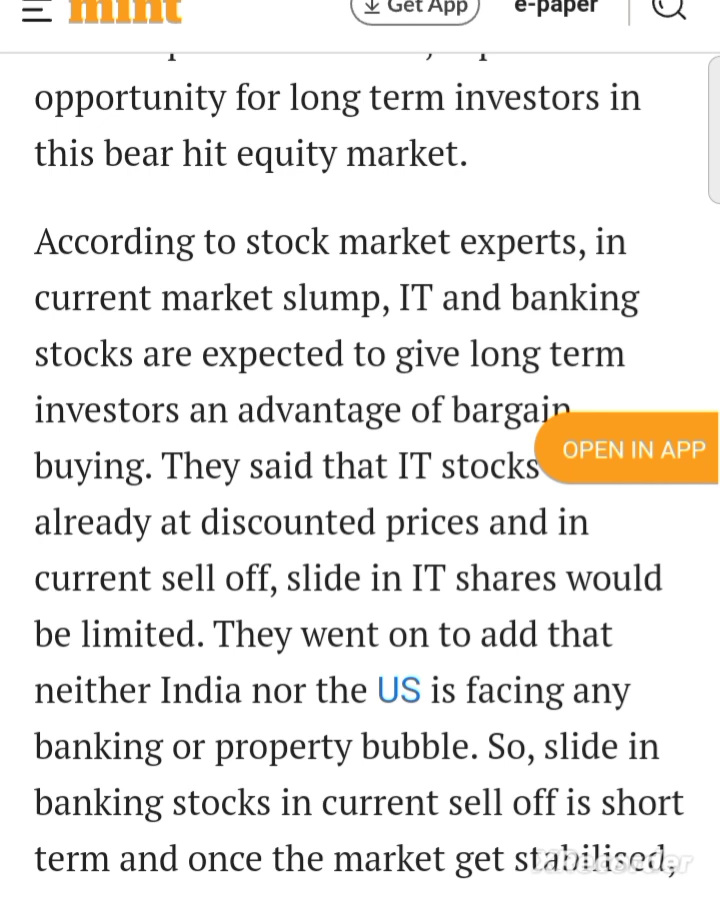 mint
Get App
e-paper
opportunity for long term investors in
this bear hit equity market.
According to stock market experts, in
current market slump, IT and banking
stocks are expected to give long term
investors an advantage of bargain
OPEN IN APP
buying. They said that IT stocks
already at discounted prices and in
current sell off, slide in IT shares would
be limited. They went on to add that
neither India nor the US is facing any
banking or property bubble. So, slide in
banking stocks in current sell off is short
term and once the market get stabilised,
XRecorder